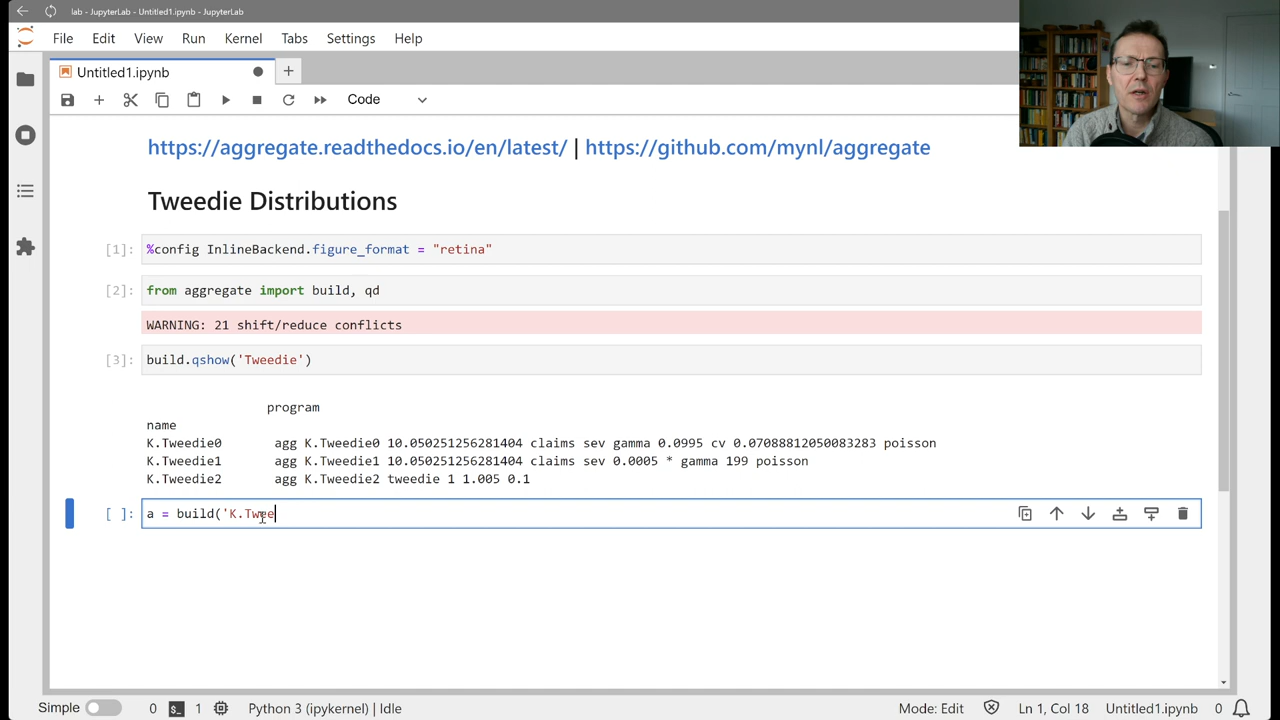 lab - JupyterLab - Untitled1.ipynb - JupyterLab
File Edit View Run Kernel Tabs Settings Help
Untitled1.ipynb
Code
https://aggregate.readthedocs.io/en/latest/ | https://github.com/mynl/aggregate
Tweedie Distributions
[1]: %config InlineBackend.figure_format = "retina"
[2]: from aggregate import build, qd
WARNING: 21 shift/reduce conflicts
[3]: build.qshow('Tweedie')
program
name
K.Tweedie0 agg K.Tweedie0 10.050251256281404 claims sev gamma 0.0995 cv 0.07088812050083283 poisson
K.Tweedie1 agg K.Tweedie1 10.050251256281404 claims sev 0.0005 * gamma 199 poisson
K.Tweedie2 agg K.Tweedie2 tweedie 1 1.005 0.1
[ ]: a = build('K.Twee
Simple 0 1 Python 3 (ipykernel) | Idle Mode: Edit Ln 1, Col 18 Untitled1.ipynb 0